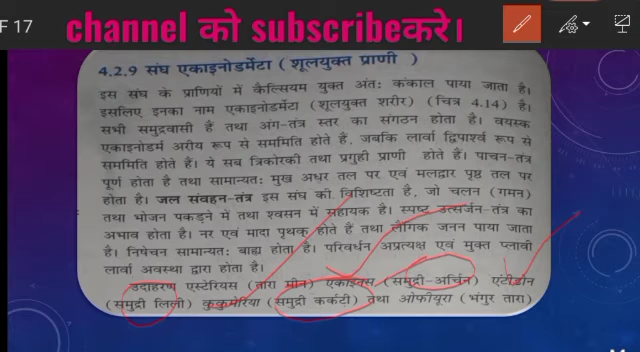 F 17
channel को subscribeकरे।
4.2.9 संघ एकाइनोडर्मेटा ( शूलयुक्त प्राणी )
इस संघ के प्राणियों में कैल्सियम युक्त अंतः कंकाल पाया जाता है।
इसलिए इनका नाम एकाइनोडर्मेटा (शूलयुक्त शरीर) (चित्र 4.14) है।
सभी समुद्रवासी हैं तथा अंग-तंत्र स्तर का संगठन होता है। वयस्क
एकाइनोडर्म अरीय रूप से सममिति होते हैं, जबकि लार्वा द्विपार्श्व रूप से
सममिति होते हैं। ये सब त्रिकोरकी तथा प्रगुही प्राणी होते हैं। पाचन-तंत्र
पूर्ण होता है तथा सामान्यतः मुख अधर तल पर एवं मलद्वार पृष्ठ तल पर
होता है। जल संवहन-तंत्र इस संघ की विशिष्टता है, जो चलन (गमन)
तथा भोजन पकड़ने में तथा श्वसन में सहायक है। स्पष्ट उत्सर्जन-तंत्र का
अभाव होता है। नर एवं मादा पृथक् होते हैं तथा लैंगिक जनन पाया जाता
है। निषेचन सामान्यतः बाह्य होता है। परिवर्धन अप्रत्यक्ष एवं मुक्त प्लावी
लार्वा अवस्था द्वारा होता है।
उदाहरण एस्टेरियस (तारा मीन) एकाइनस (समुद्री-अर्चिन) एंटीडोन
(समुद्री लिली) कुकुमेरिया (समुद्री कर्कटी) तथा ओफीयूरा (भंगुर तारा)